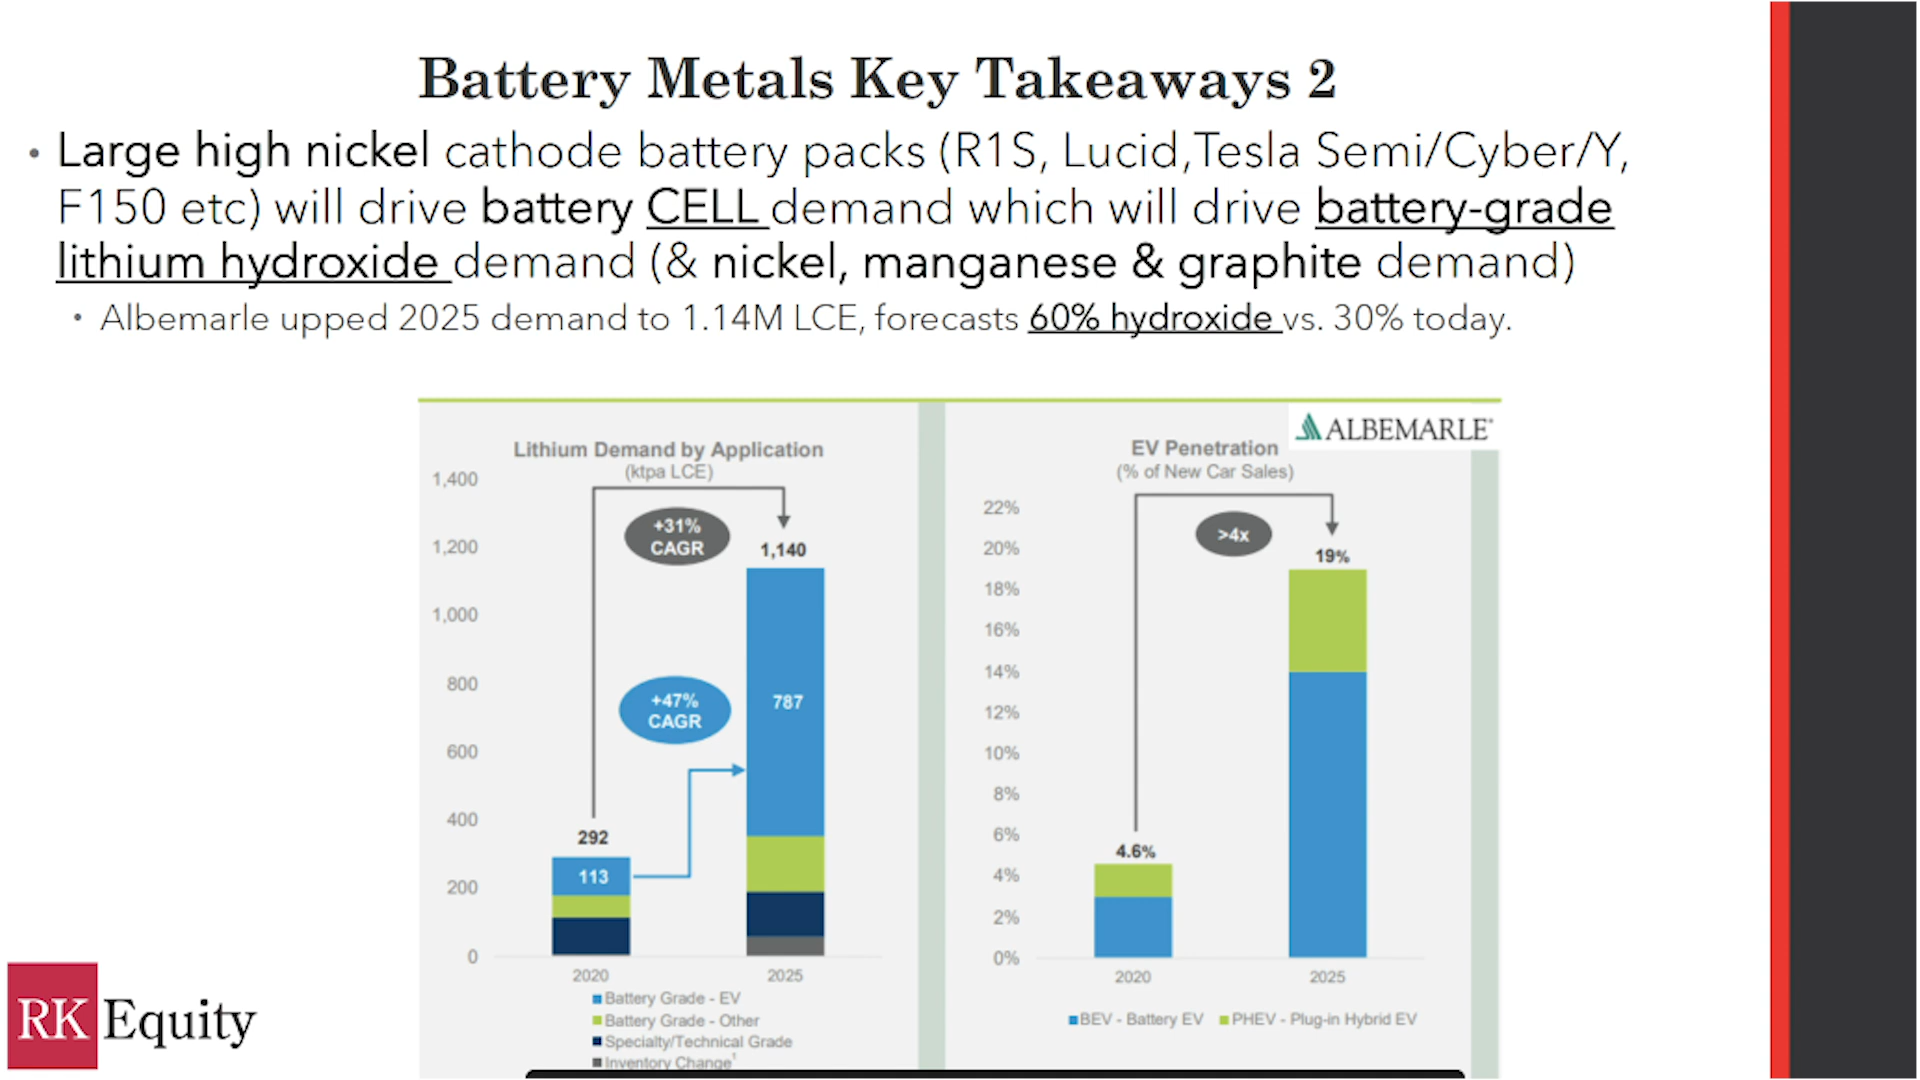 Battery Metals Key Takeaways 2
• Large high nickel cathode battery packs (R1S, Lucid,Tesla Semi/Cyber/Y,
F150 etc) will drive battery CELL demand which will drive battery-grade
lithium hydroxide demand (& nickel, manganese & graphite demand)
• Albemarle upped 2025 demand to 1.14M LCE, forecasts 60% hydroxide vs. 30% today.
ALBEMARLE®
Lithium Demand by Application
(ktpa LCE)
1,400
1,200
1,000
800
600
400
200
0
+31%
CAGR
1,140
+47%
CAGR
787
292
113
2020
2025
Battery Grade - EV
Battery Grade - Other
Specialty/Technical Grade
Inventory Change¹
EV Penetration
(% of New Car Sales)
22%
20%
18%
16%
14%
12%
10%
8%
6%
4%
2%
0%
>4x
19%
4.6%
2020
2025
BEV - Battery EV
PHEV - Plug-in Hybrid EV
RK Equity